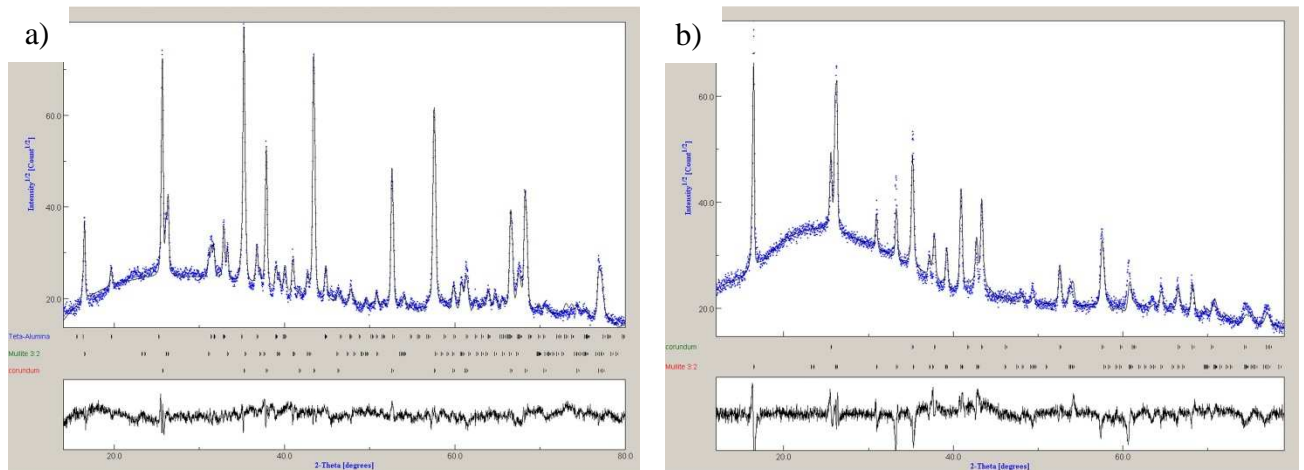 a)
Intensity^1/2 [Count^1/2]
60.0
40.0
20.0
Teta-Alumina
Mullite 3:2
corundum
20.0
40.0
60.0
80.0
2-Theta [degrees]
b)
Intensity^1/2 [Count^1/2]
60.0
40.0
20.0
corundum
Mullite 3:2
20.0
40.0
60.0
2-Theta [degrees]